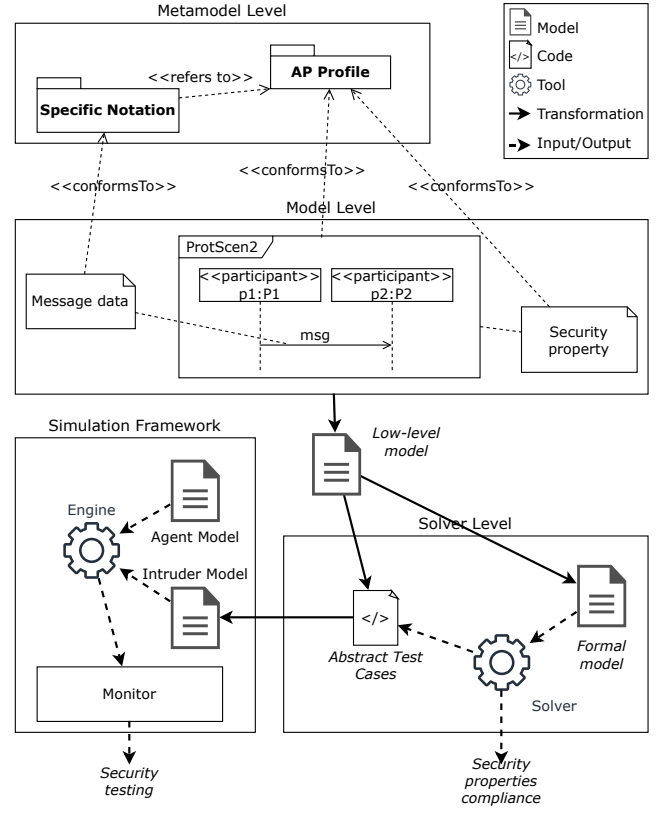 Metamodel Level
AP Profile
<<refers to>>
Specific Notation
Model
Code
</>
Tool
Transformation
Input/Output
<<conformsTo>>
<<conformsTo>>
<<conformsTo>>
Model Level
ProtScen2
<<participant>>
p1:P1
<<participant>>
p2:P2
Message data
msg
Security
property
Simulation Framework
Low-level
model
Engine
Agent Model
Intruder Model
Monitor
Security
testing
Solver Level
</>
Abstract Test
Cases
Formal
model
Solver
Security
properties
compliance